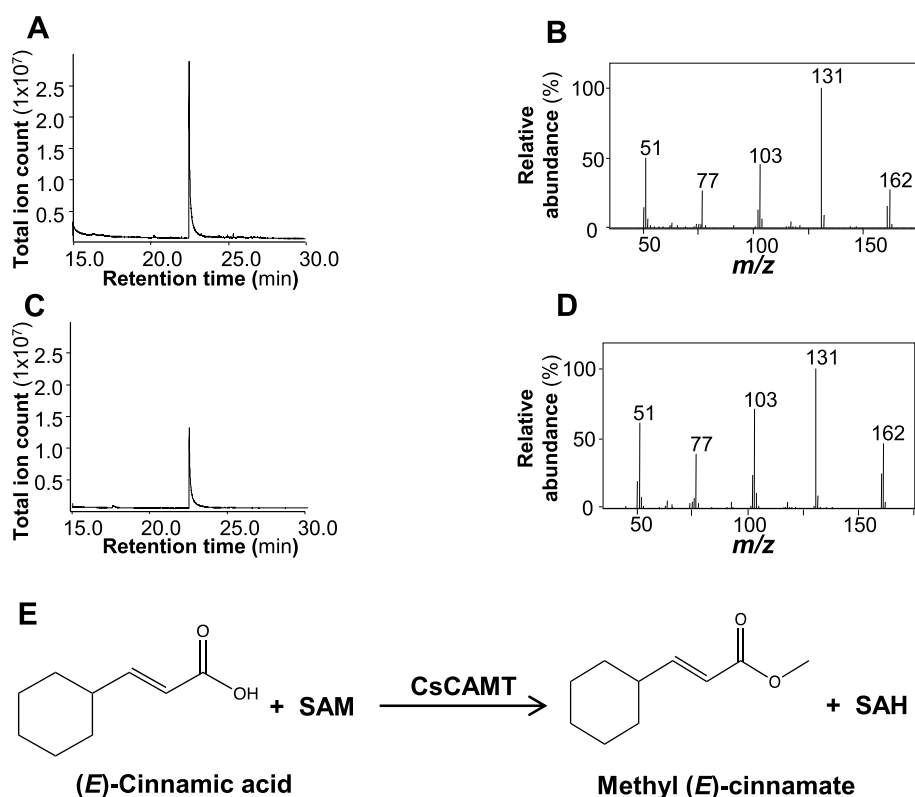 A
Total ion count (1x10⁷)
2.5
2.0
1.5
1.0
0.5
15.0 20.0 25.0 30.0
Retention time (min)
B
Relative
abundance (%)
100
50
0
51
77
103
131
162
50 100 150
m/z
C
Total ion count (1x10⁷)
2.5
2.0
1.5
1.0
0.5
15.0 20.0 25.0 30.0
Retention time (min)
D
Relative
abundance (%)
100
50
0
51
77
103
131
162
50 100 150
m/z
E
O
OH
+ SAM
CsCAMT
O
O
+ SAH
(E)-Cinnamic acid
Methyl (E)-cinnamate